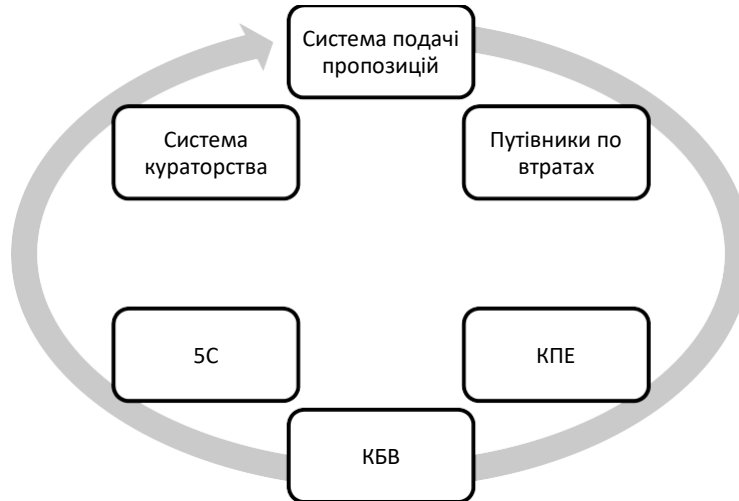 Система подачі
пропозицій
Путівники по
втратах
КПЕ
КБВ
5С
Система
кураторства